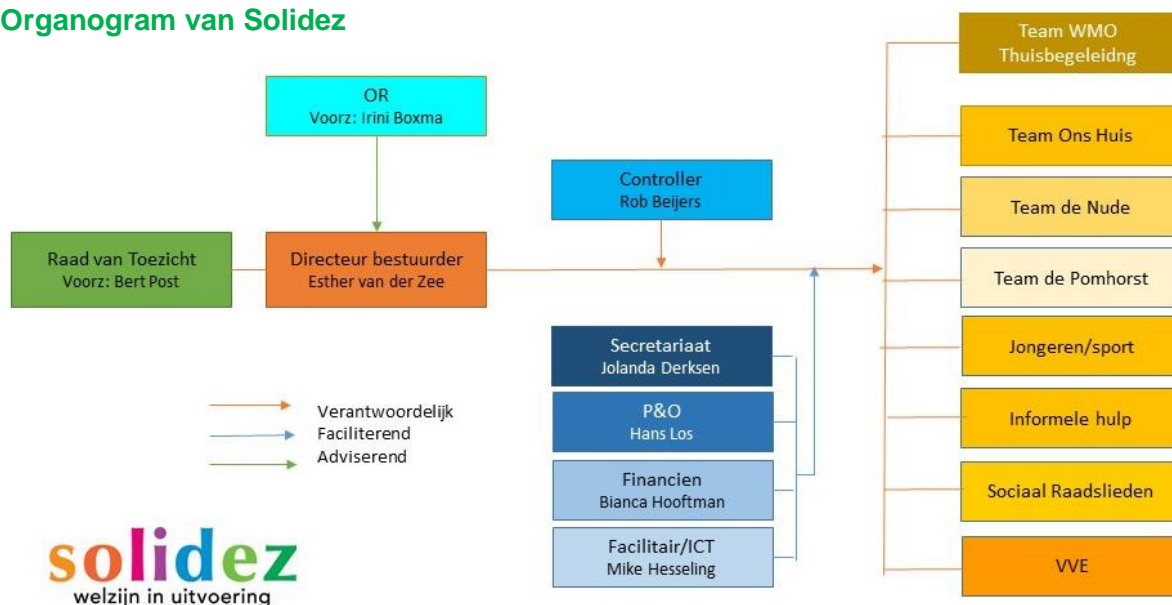 Organogram van Solidez
OR
Voorz: Irini Boxma
Controller
Rob Beijers
Raad van Toezicht
Voorz: Bert Post
Directeur bestuurder
Esther van der Zee
Secretariaat
Jolanda Derksen
P&O
Hans Los
Financien
Bianca Hooftman
Facilitair/ICT
Mike Hesseling
Team WMO
Thuisbegeleidng
Team Ons Huis
Team de Nude
Team de Pomhorst
Jongeren/sport
Informele hulp
Sociaal Raadslieden
VVE
Verantwoordelijk
Faciliterend
Adviserend
solidez
welzijn in uitvoering